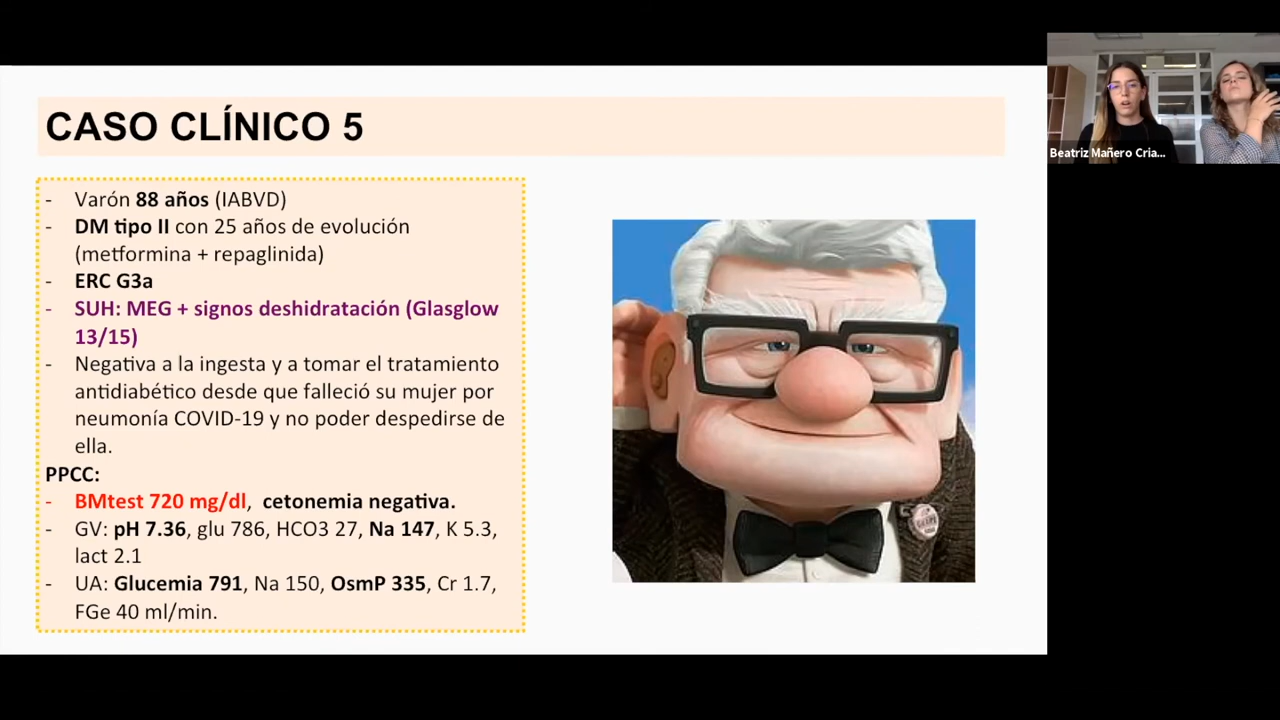 CASO CLÍNICO 5
- Varón 88 años (IABVD)
- DM tipo II con 25 años de evolución
(metformina + repaglinida)
- ERC G3a
- SUH: MEG + signos deshidratación (Glasglow
13/15)
- Negativa a la ingesta y a tomar el tratamiento
antidiabético desde que falleció su mujer por
neumonía COVID-19 y no poder despedirse de
ella.
PPCC:
- BMtest 720 mg/dl, cetonemia negativa.
- GV: pH 7.36, glu 786, HCO3 27, Na 147, K 5.3,
lact 2.1
- UA: Glucemia 791, Na 150, OsmP 335, Cr 1.7,
FGe 40 ml/min.
Beatriz Mañero Cria...